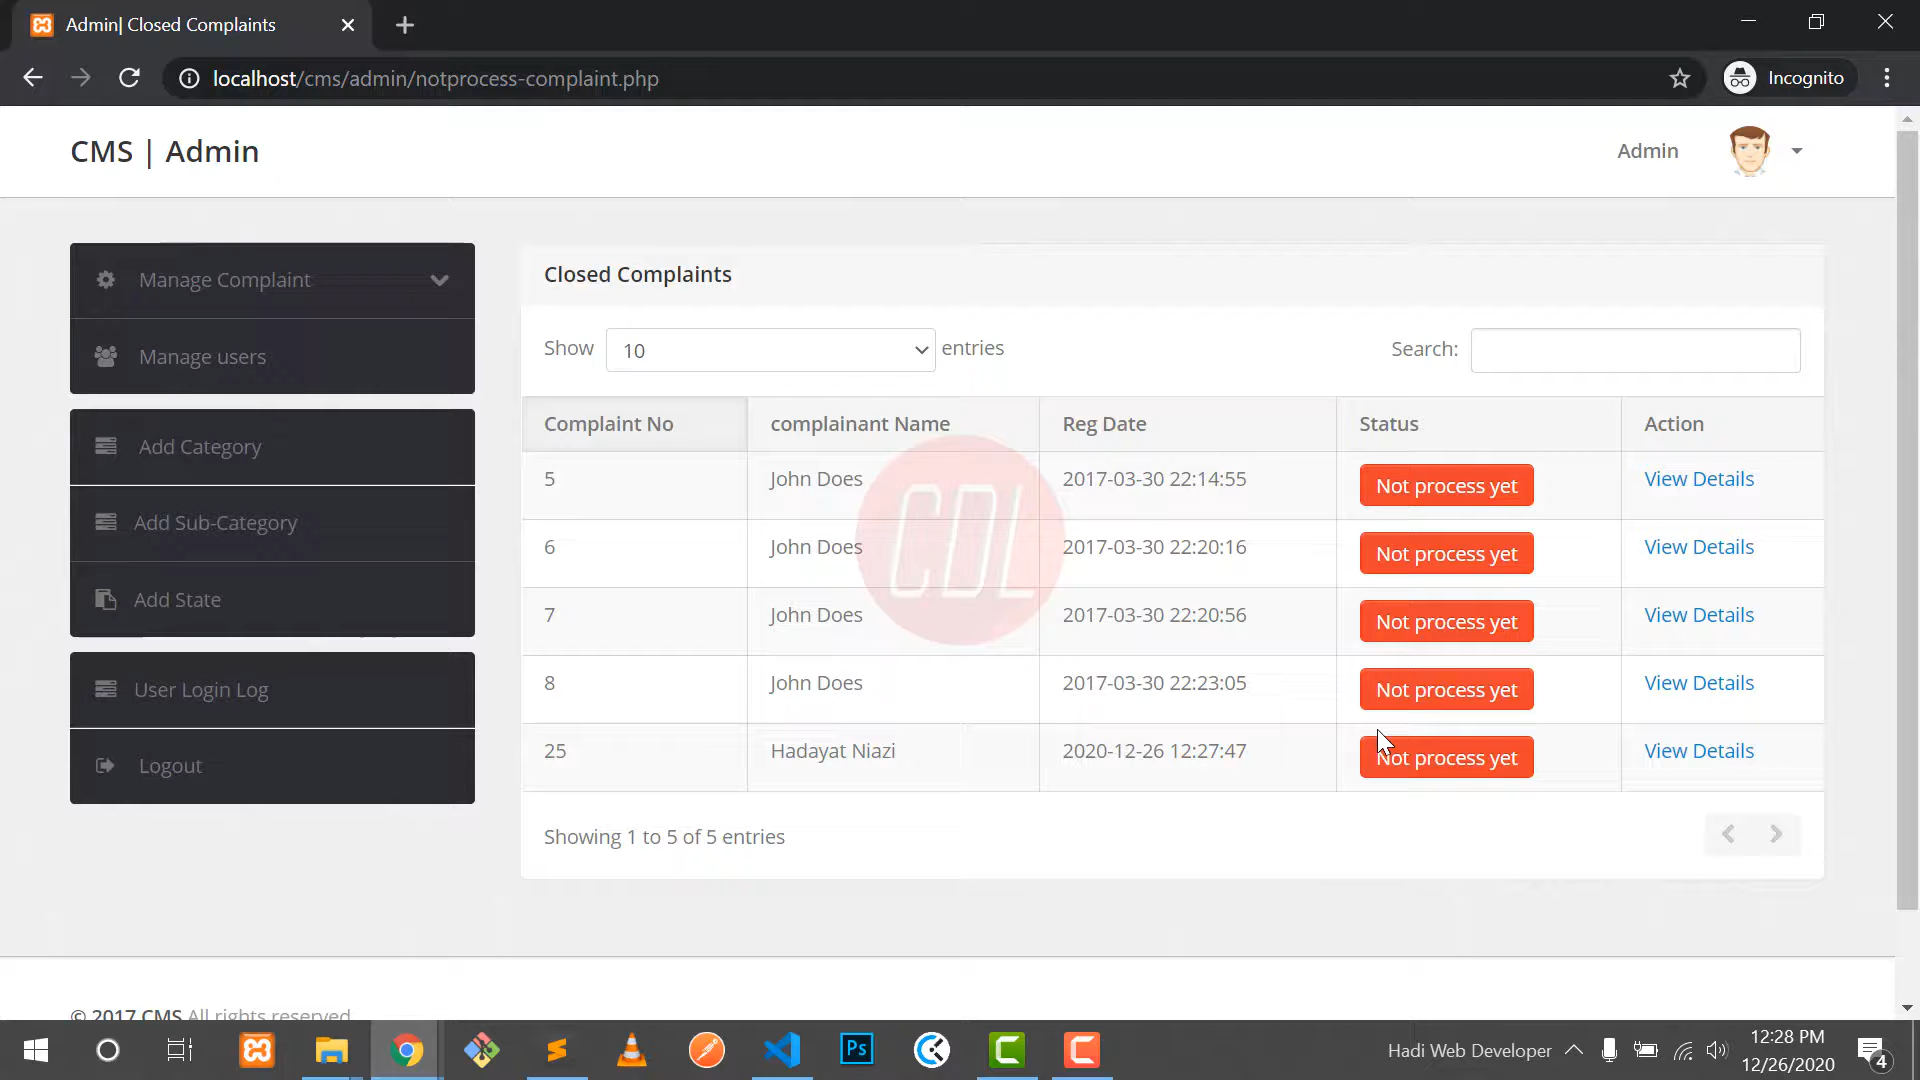 Admin| Closed Complaints
localhost/cms/admin/notprocess-complaint.php
Incognito
CMS | Admin
Admin
Manage Complaint
Manage users
Add Category
Add Sub-Category
Add State
User Login Log
Logout
Closed Complaints
Show 10 entries
Search:
Complaint No complainant Name Reg Date Status Action
5 John Does 2017-03-30 22:14:55 Not process yet View Details
6 John Does 2017-03-30 22:20:16 Not process yet View Details
7 John Does 2017-03-30 22:20:56 Not process yet View Details
8 John Does 2017-03-30 22:23:05 Not process yet View Details
25 Hadayat Niazi 2020-12-26 12:27:47 Not process yet View Details
CDL
Showing 1 to 5 of 5 entries
© 2017 CMS All rights reserved
Ps
Hadi Web Developer
12:28 PM
12/26/2020
4